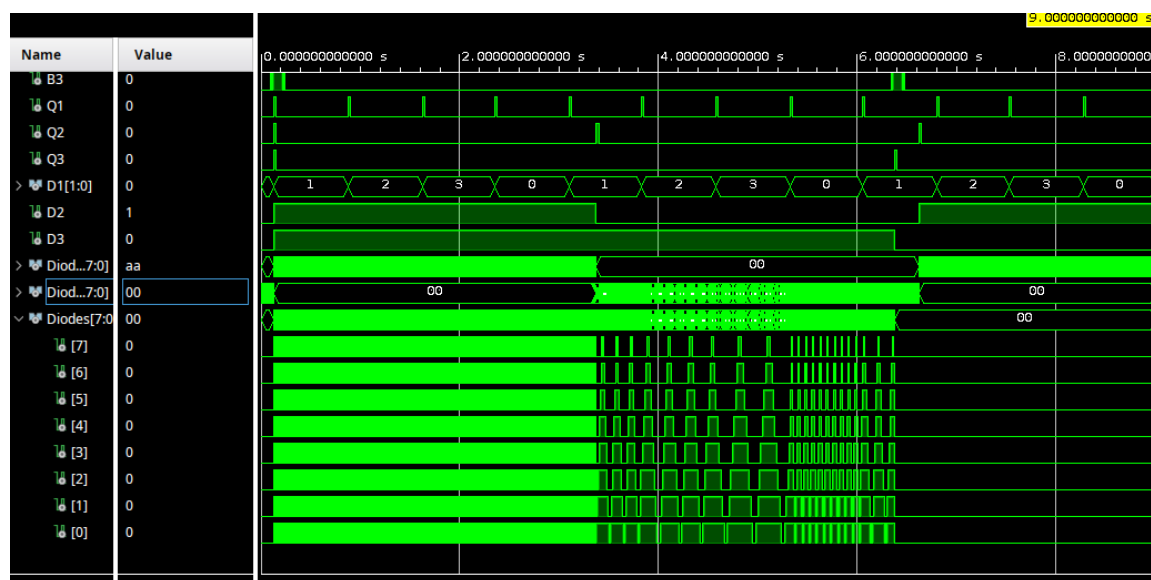 9.000000000000 s
Name Value
0.000000000000 s 2.000000000000 s 4.000000000000 s 6.000000000000 s 8.0000000000
B3 0
Q1 0
Q2 0
Q3 0
> D1[1:0] 0 1 2 3 0 1 2 3 0 1 2 3 0
D2 1
D3 0
> Diod...7:0] aa 00
> Diod...7:0] 00 00 00
Diodes[7:0 00 00
[7] 0
[6] 0
[5] 0
[4] 0
[3] 0
[2] 0
[1] 0
[0] 0